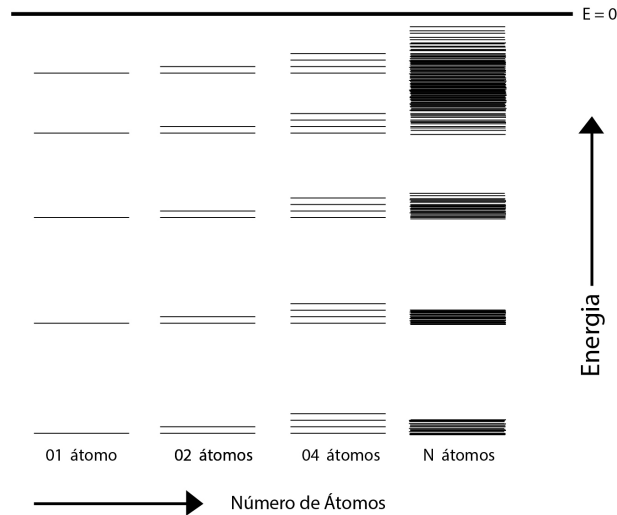 E = 0
Energia
01 átomo
02 átomos
04 átomos
N átomos
Número de Átomos